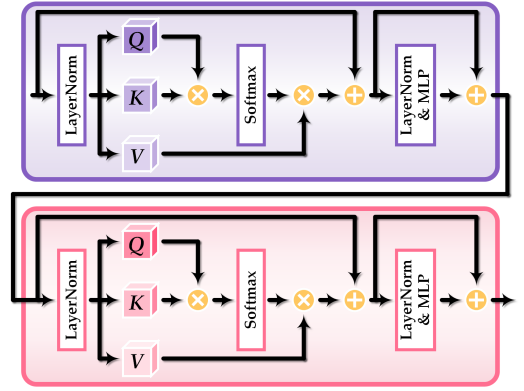 LayerNorm
Q
K
V
Softmax
LayerNorm
& MLP
LayerNorm
Q
K
V
Softmax
LayerNorm
& MLP